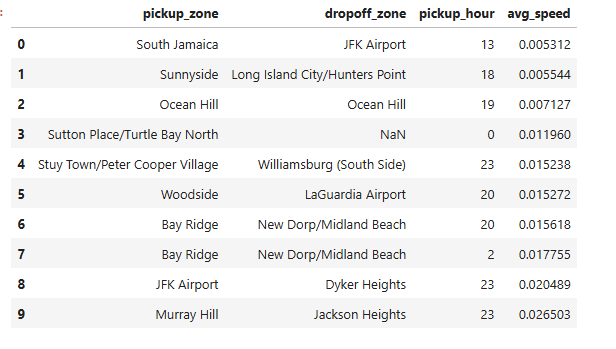 pickup_zone dropoff_zone pickup_hour avg_speed
0 South Jamaica JFK Airport 13 0.005312
1 Sunnyside Long Island City/Hunters Point 18 0.005544
2 Ocean Hill Ocean Hill 19 0.007127
3 Sutton Place/Turtle Bay North NaN 0 0.011960
4 Stuy Town/Peter Cooper Village Williamsburg (South Side) 23 0.015238
5 Woodside LaGuardia Airport 20 0.015272
6 Bay Ridge New Dorp/Midland Beach 20 0.015618
7 Bay Ridge New Dorp/Midland Beach 2 0.017755
8 JFK Airport Dyker Heights 23 0.020489
9 Murray Hill Jackson Heights 23 0.026503